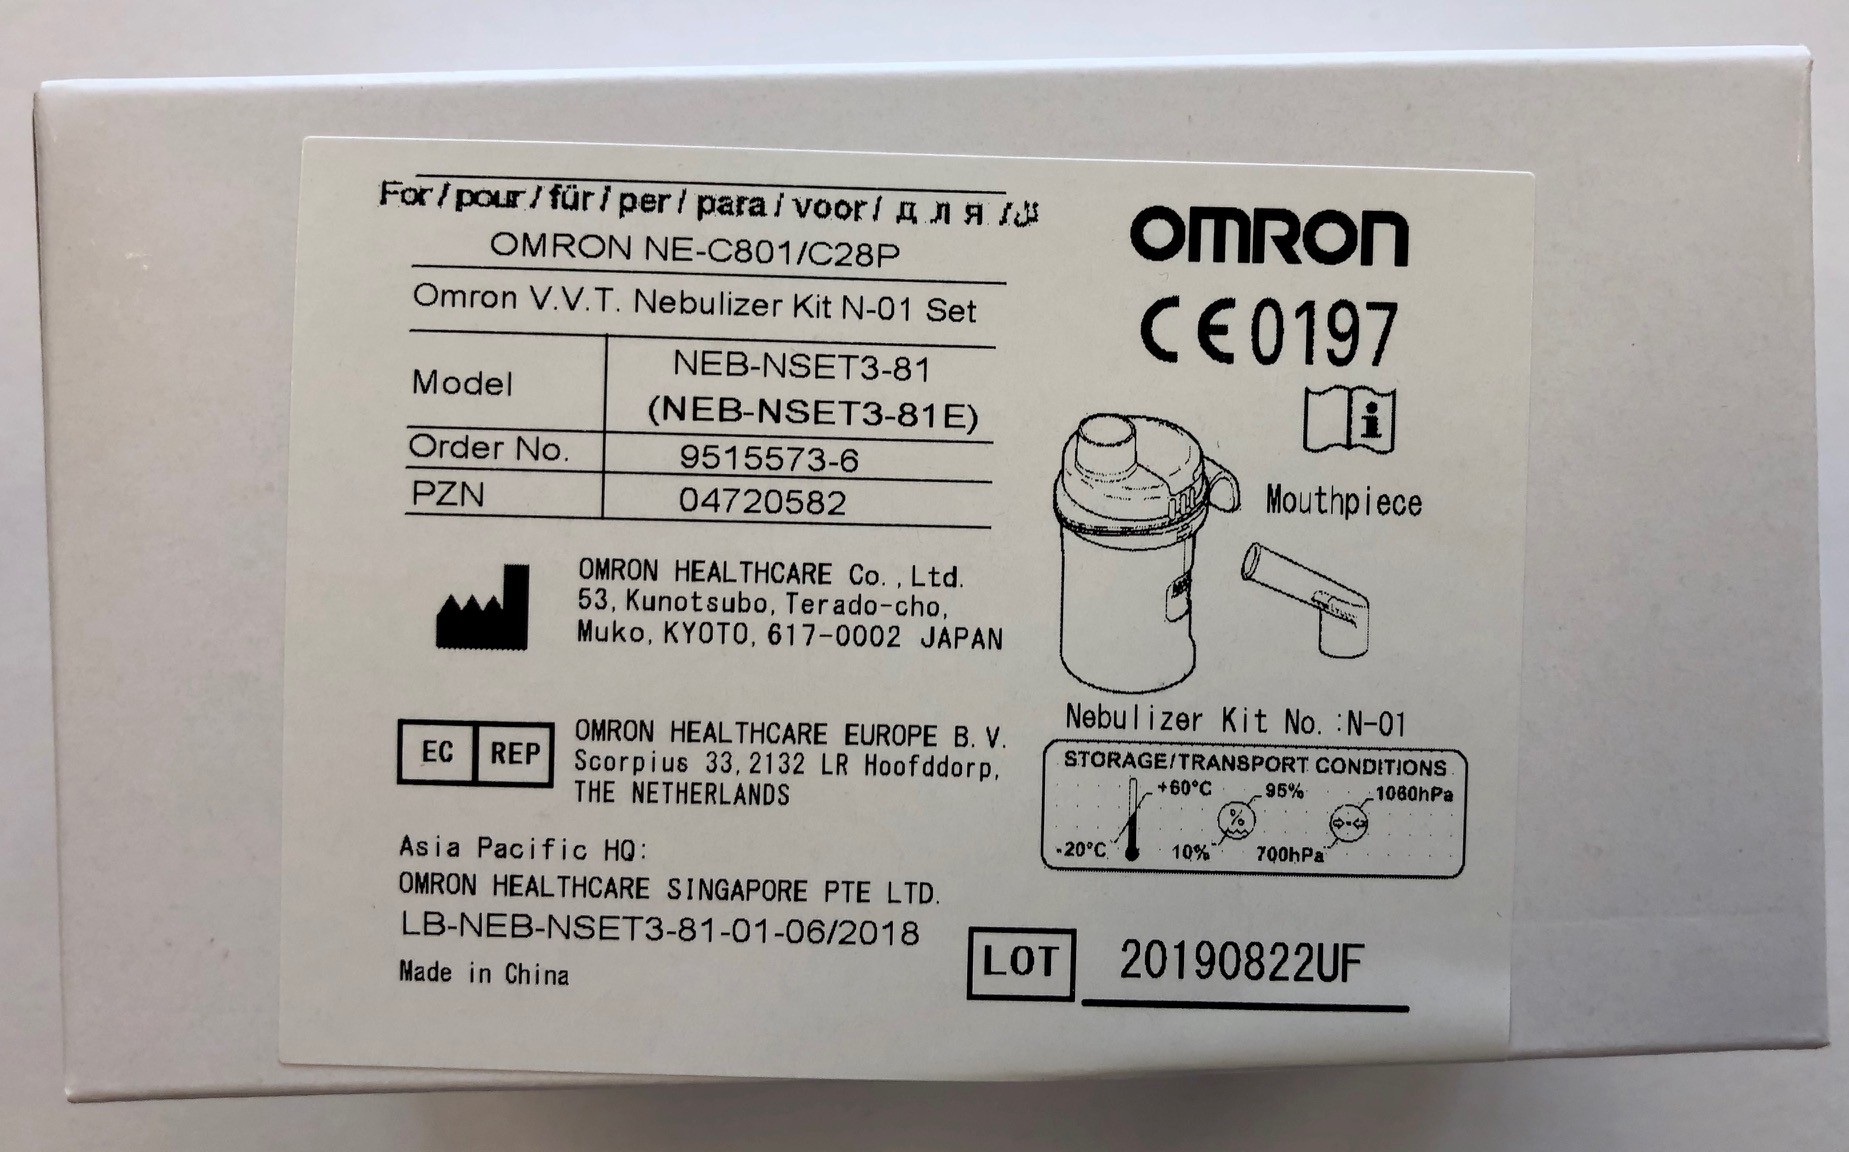 For / pour / für / per / para / voor / для /
OMRON NE-C801/C28P
Omron V.V.T. Nebulizer Kit N-01 Set
Model
NEB-NSET3-81
(NEB-NSET3-81E)
Order No. 9515573-6
PZN 04720582
OMRON HEALTHCARE Co.,Ltd.
53, Kunotsubo, Terado-cho,
Muko, KYOTO, 617-0002 JAPAN
EC REP
OMRON HEALTHCARE EUROPE B.V.
Scorpius 33, 2132 LR Hoofddorp,
THE NETHERLANDS
Asia Pacific HQ:
OMRON HEALTHCARE SINGAPORE PTE LTD.
LB-NEB-NSET3-81-01-06/2018
Made in China
OMRON
CE0197
i
Mouthpiece
Nebulizer Kit No. :N-01
STORAGE/TRANSPORT CONDITIONS
+60°C 95% 1060hPa
%
-20°C 10% 700hPa
LOT 20190822UF